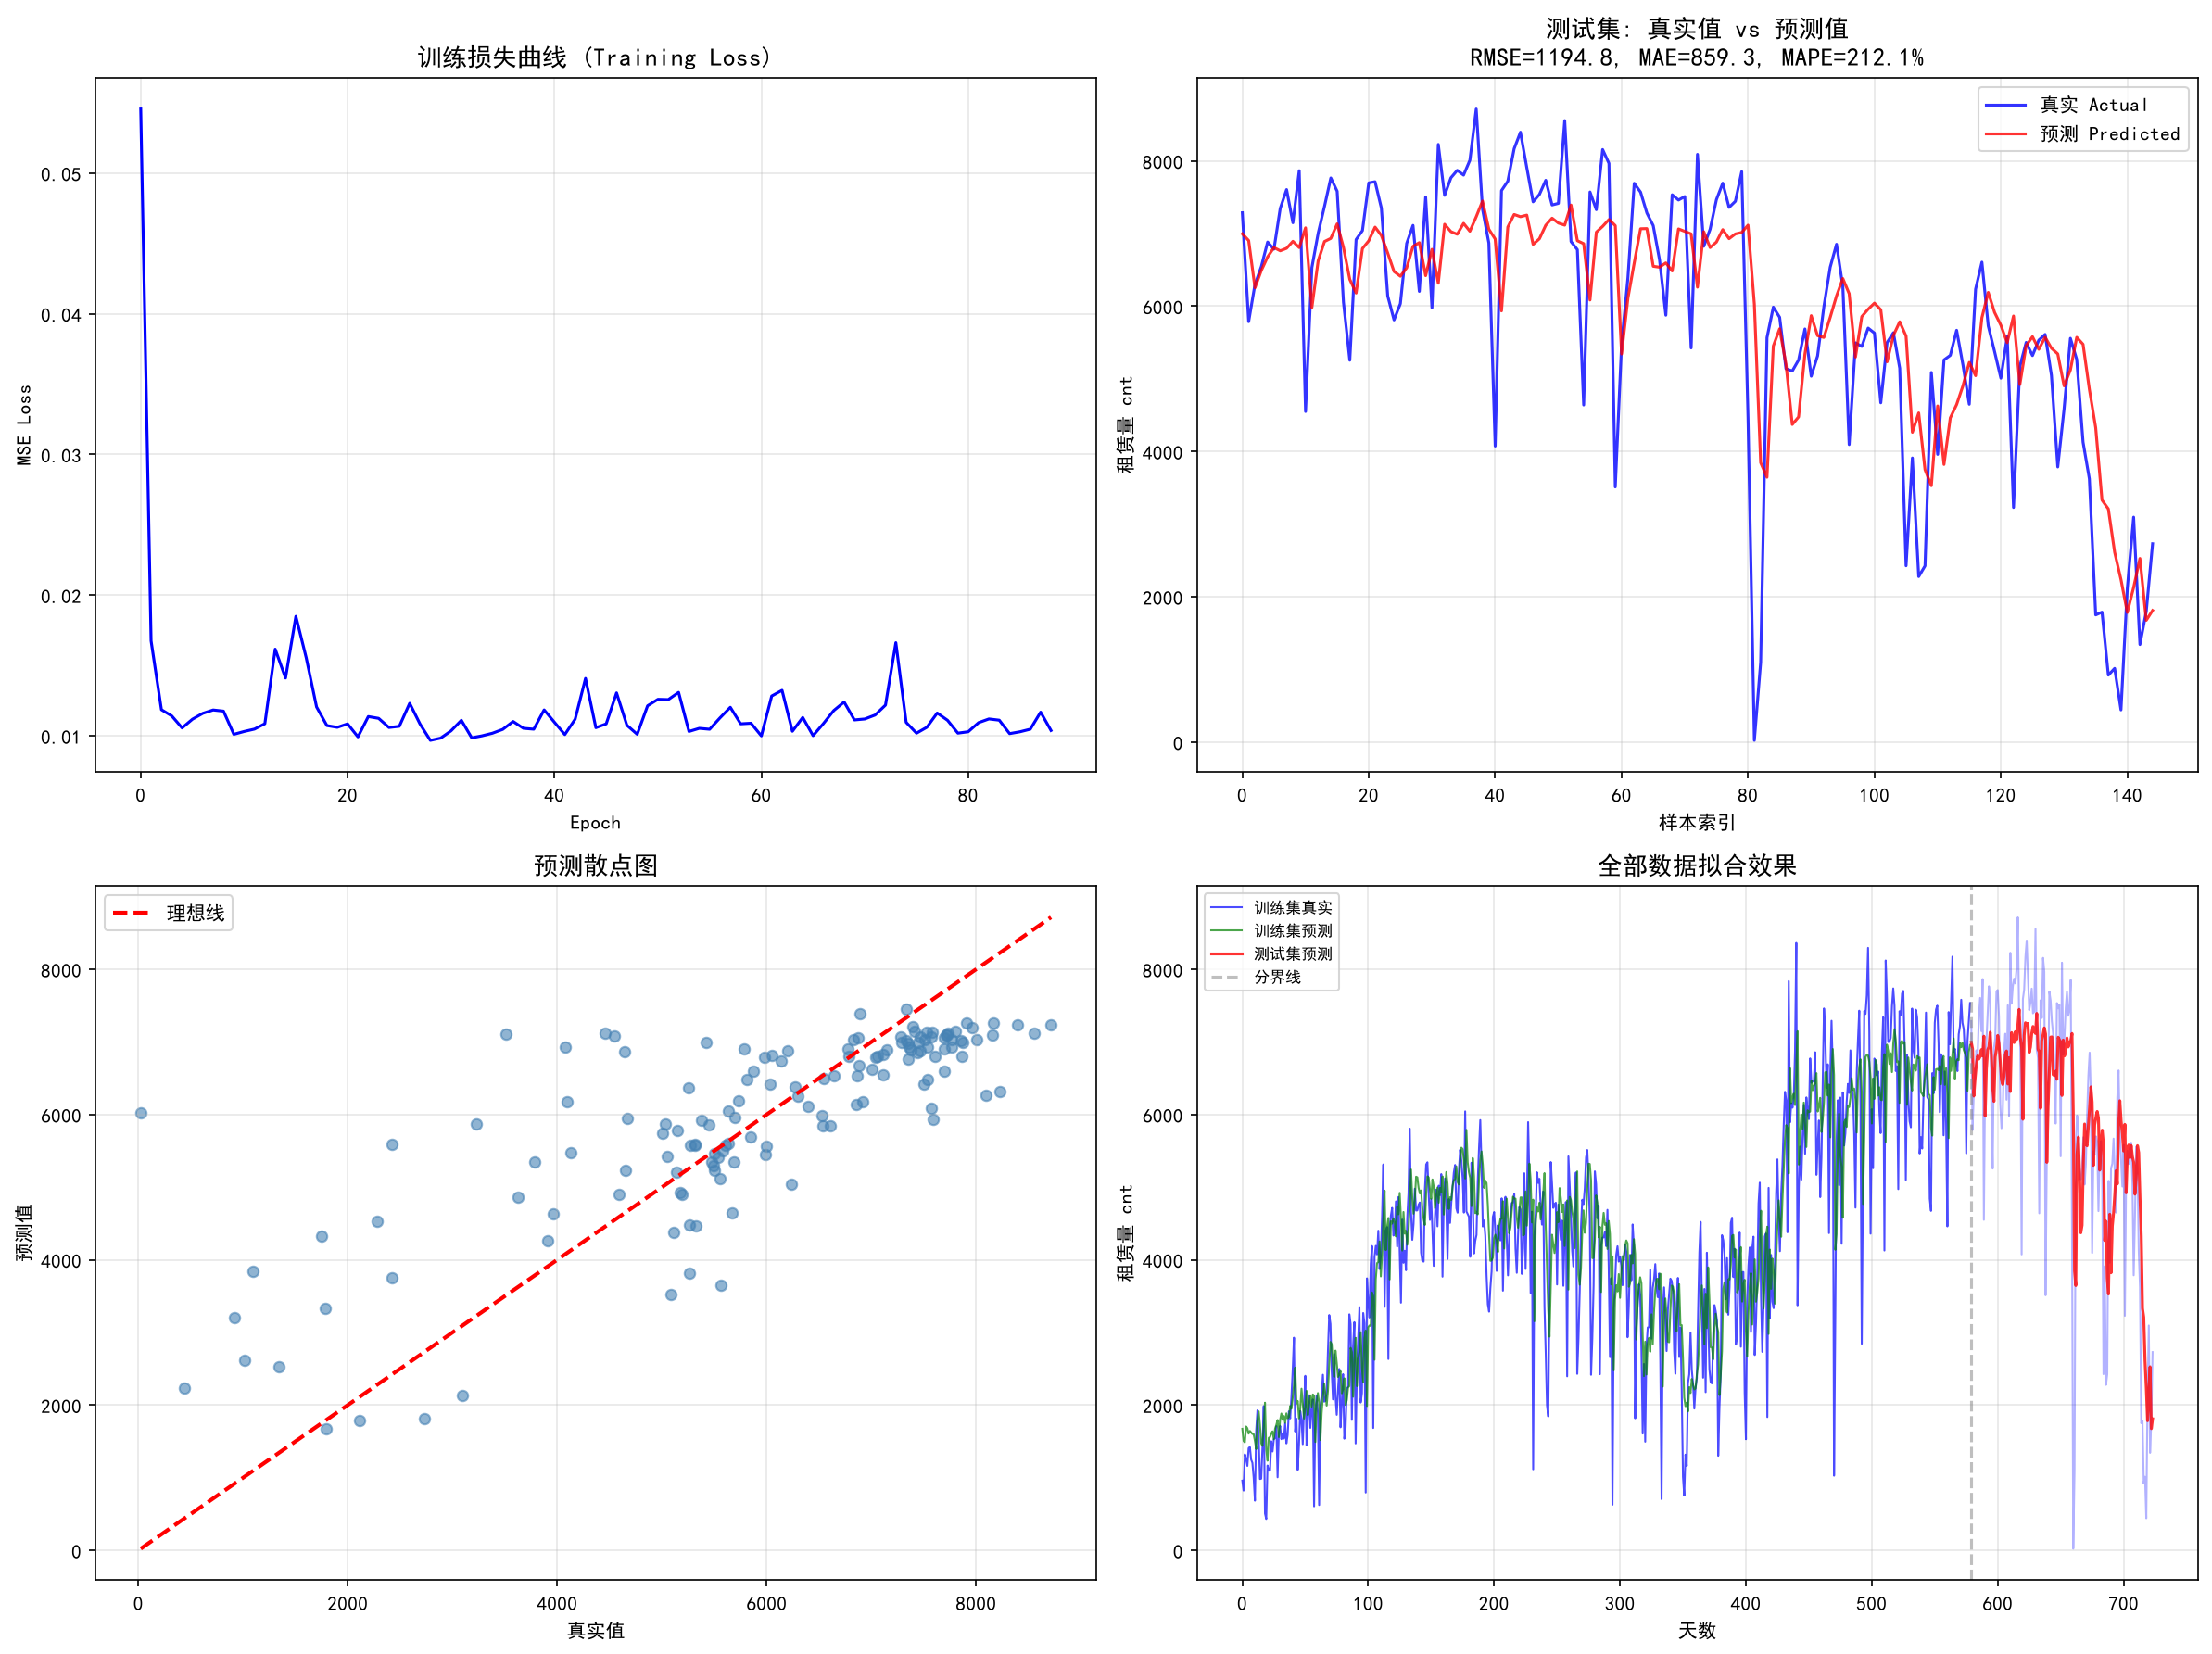 训练损失曲线 (Training Loss)
MSE Loss
0.05
0.04
0.03
0.02
0.01
0 20 40 60 80
Epoch
测试集: 真实值 vs 预测值
RMSE=1194.8, MAE=859.3, MAPE=212.1%
真实 Actual
预测 Predicted
租赁量 cnt
8000
6000
4000
2000
0
0 20 40 60 80 100 120 140
样本索引
预测散点图
理想线
预测值
8000
6000
4000
2000
0
0 2000 4000 6000 8000
真实值
全部数据拟合效果
训练集真实
训练集预测
测试集预测
分界线
租赁量 cnt
8000
6000
4000
2000
0
0 100 200 300 400 500 600 700
天数